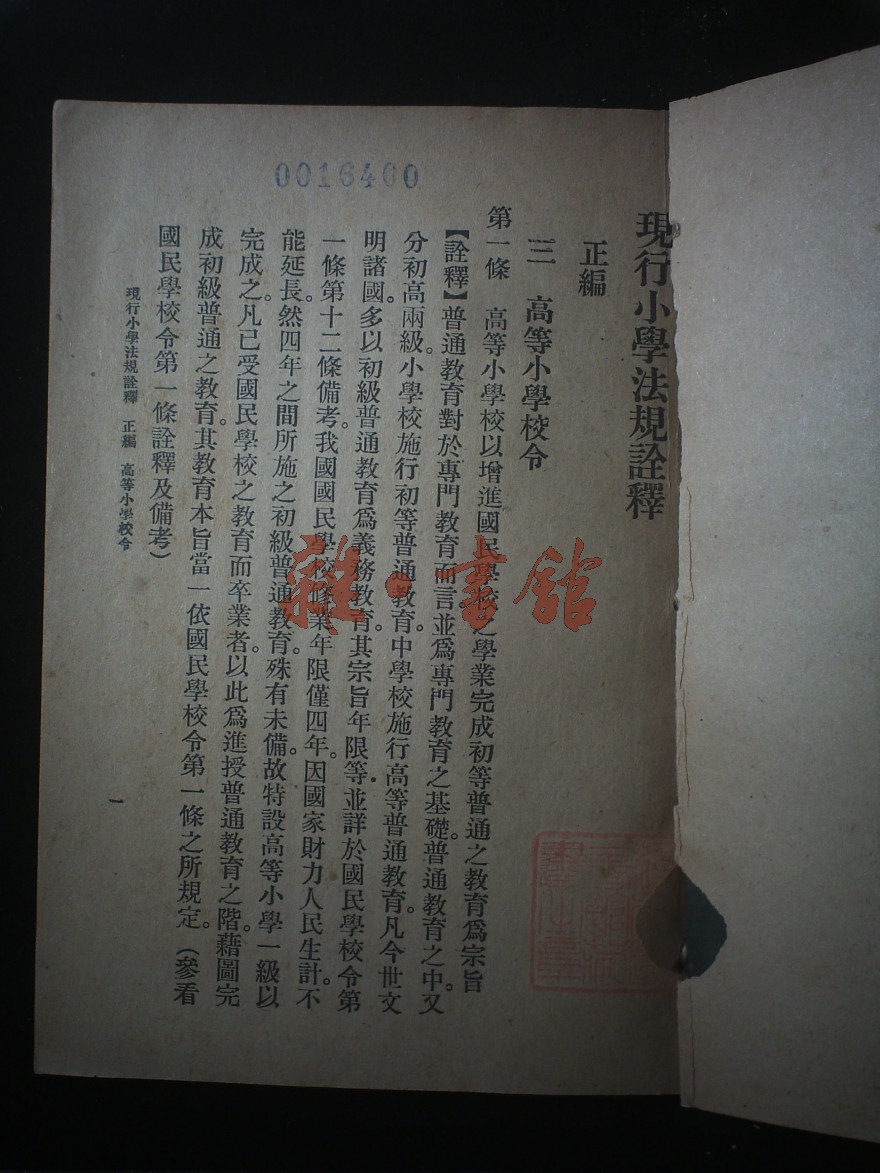 0016400
現行小學法規詮釋
正編
三　高等小學校令
第一條　高等小學校以增進國民學校之學業完成初等普通之教育爲宗旨
【詮釋】普通教育對於專門教育而言並爲專門教育之基礎。普通教育之中。又
分初高兩級。小學校施行初等普通教育。中學校施行高等普通教育。凡今世文
明諸國。多以初級普通教育爲義務教育。其宗旨年限等。並詳於國民學校令第
一條第十二條備考。我國國民學校修業年限僅四年。因國家財力人民生計。不
能延長。然四年之間所施之初級普通教育。殊有未備。故特設高等小學一級以
完成之。凡已受國民學校之教育而卒業者。以此爲進授普通教育之階。藉圖完
成初級普通之教育。其教育本旨當一依國民學校令第一條之所規定。（參看
國民學校令第一條詮釋及備考）
現行小學法規詮釋　正編　高等小學校令
一
雜·書館